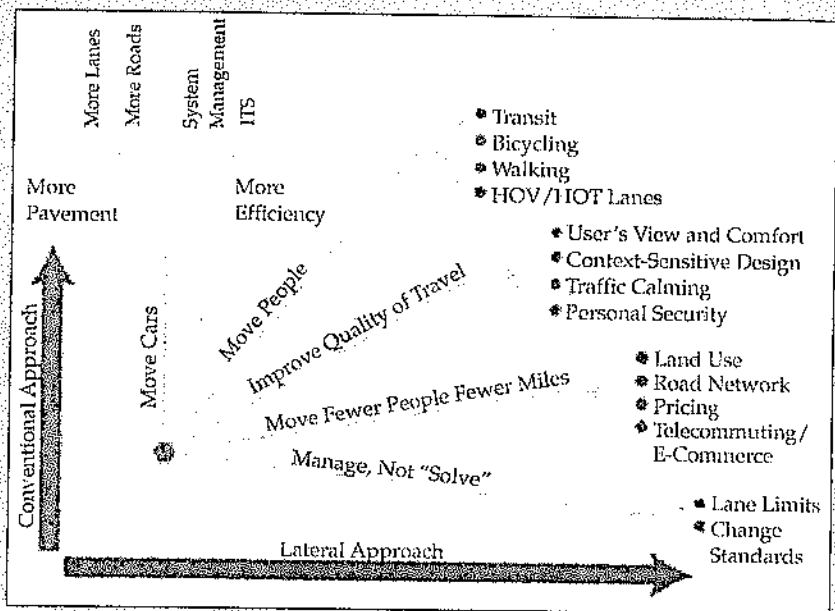 More Lanes
More Roads
System
Management
ITS
More
Pavement
More
Efficiency
Conventional Approach
Move Cars
Move People
Improve Quality of Travel
Move Fewer People Fewer Miles
Manage, Not "Solve"
Lateral Approach
Transit
Bicycling
Walking
HOV/HOT Lanes
User's View and Comfort
Context-Sensitive Design
Traffic Calming
Personal Security
Land Use
Road Network
Pricing
Telecommuting/
E-Commerce
Lane Limits
Change
Standards